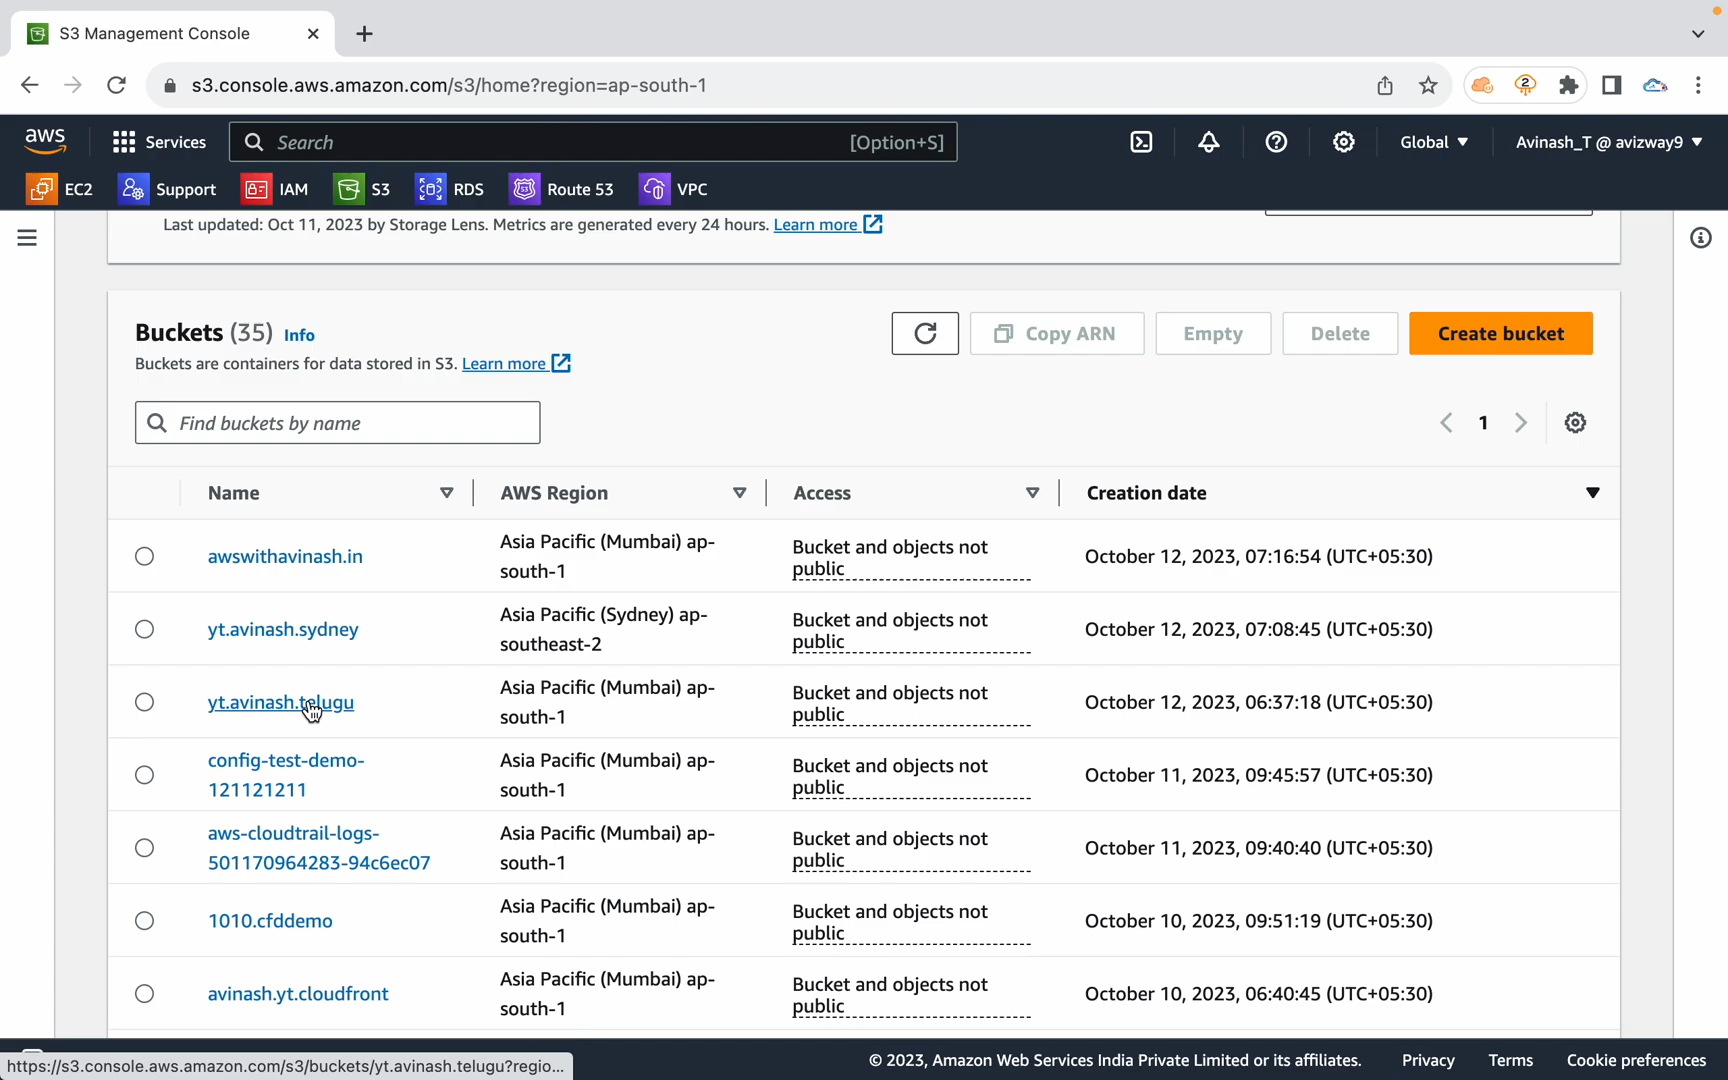 S3 Management Console
s3.console.aws.amazon.com/s3/home?region=ap-south-1
2
aws
Services
Search
[Option+S]
Global
Avinash_T @ avizway9
EC2
Support
IAM
S3
RDS
Route 53
VPC
Last updated: Oct 11, 2023 by Storage Lens. Metrics are generated every 24 hours. Learn more
Buckets (35) Info
Buckets are containers for data stored in S3. Learn more
Copy ARN
Empty
Delete
Create bucket
Find buckets by name
1
Name
AWS Region
Access
Creation date
awswithavinash.in
Asia Pacific (Mumbai) ap-
south-1
Bucket and objects not
public
October 12, 2023, 07:16:54 (UTC+05:30)
yt.avinash.sydney
Asia Pacific (Sydney) ap-
southeast-2
Bucket and objects not
public
October 12, 2023, 07:08:45 (UTC+05:30)
yt.avinash.telugu
Asia Pacific (Mumbai) ap-
south-1
Bucket and objects not
public
October 12, 2023, 06:37:18 (UTC+05:30)
config-test-demo-
121121211
Asia Pacific (Mumbai) ap-
south-1
Bucket and objects not
public
October 11, 2023, 09:45:57 (UTC+05:30)
aws-cloudtrail-logs-
501170964283-94c6ec07
Asia Pacific (Mumbai) ap-
south-1
Bucket and objects not
public
October 11, 2023, 09:40:40 (UTC+05:30)
1010.cfddemo
Asia Pacific (Mumbai) ap-
south-1
Bucket and objects not
public
October 10, 2023, 09:51:19 (UTC+05:30)
avinash.yt.cloudfront
Asia Pacific (Mumbai) ap-
south-1
Bucket and objects not
public
October 10, 2023, 06:40:45 (UTC+05:30)
https://s3.console.aws.amazon.com/s3/buckets/yt.avinash.telugu?regio...
© 2023, Amazon Web Services India Private Limited or its affiliates.
Privacy
Terms
Cookie preferences